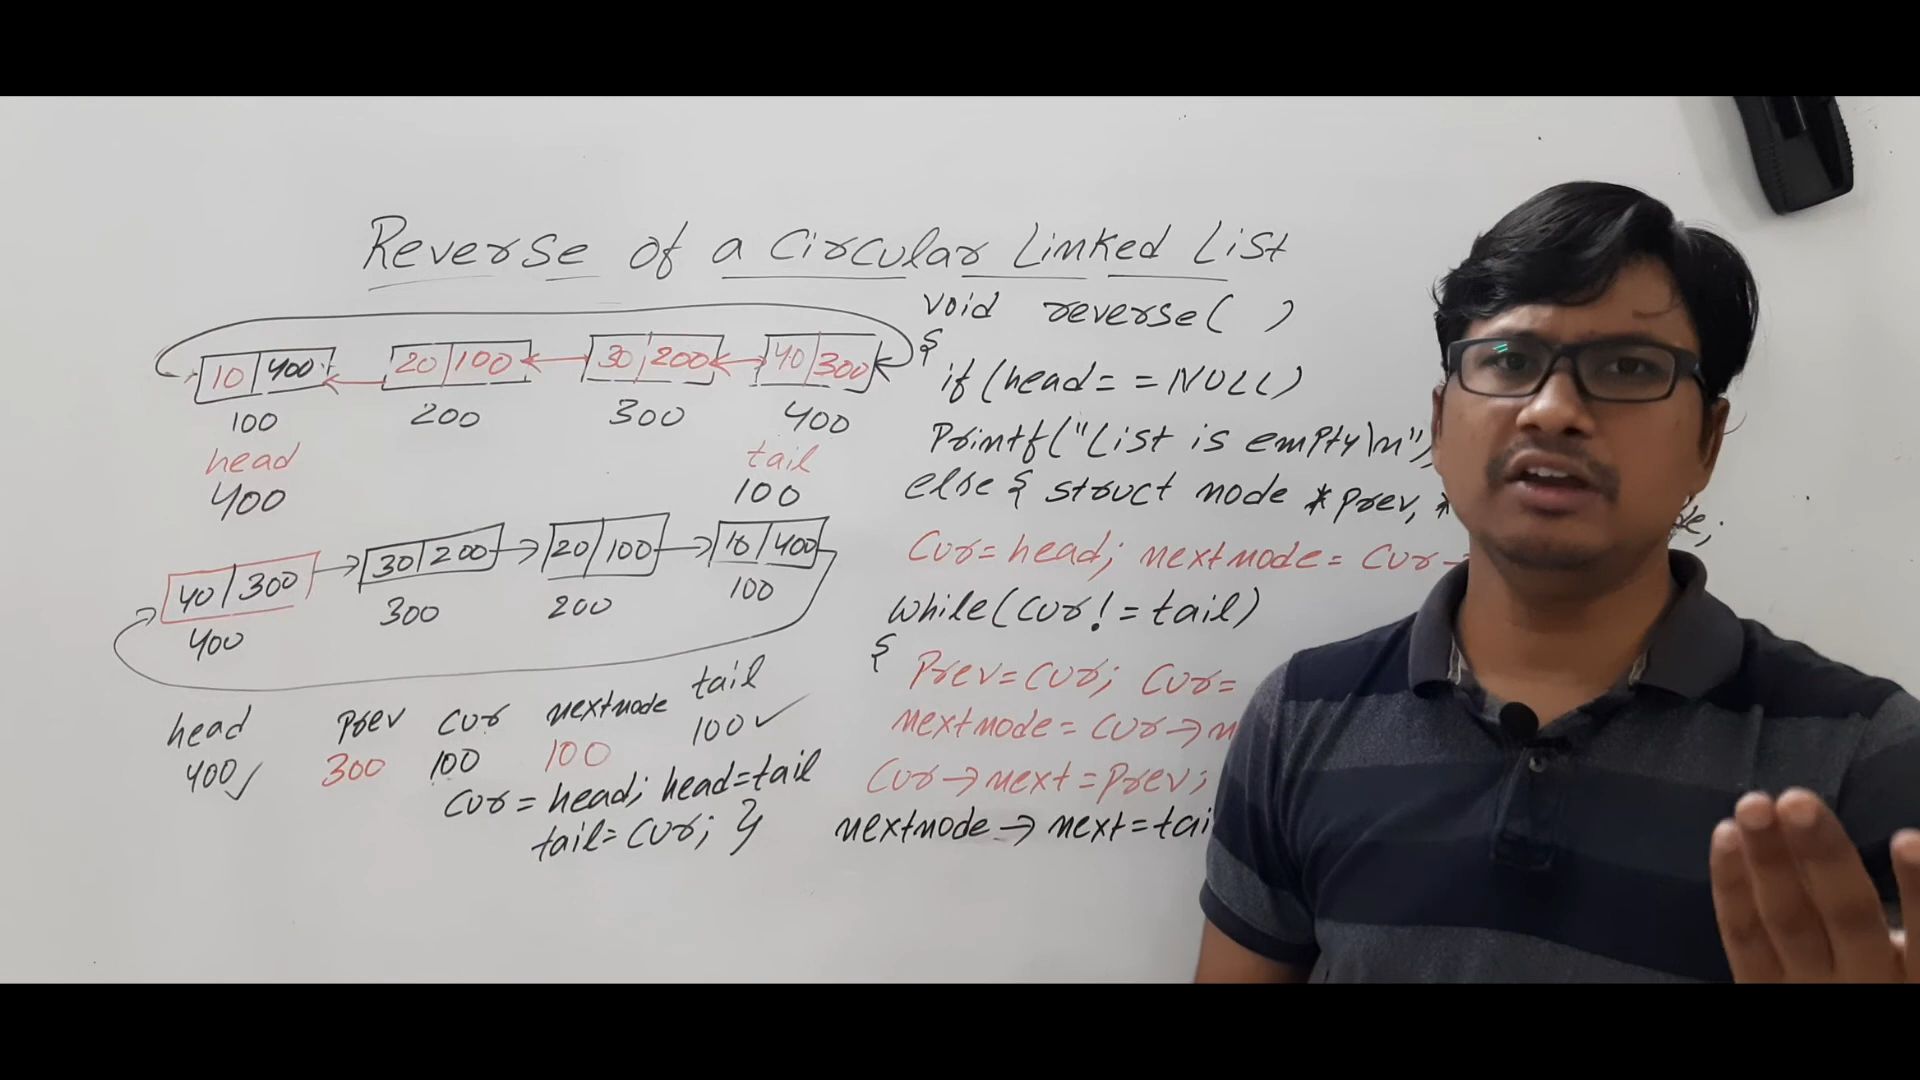 Reverse of a Circular Linked List
10 400 20 100 30 200 40 300
100 200 300 400
head tail
400 100
40 300 30 200 20 100 10 400
400 300 200 100
head prev cur nextnode tail
400 300 100 100 100
cur = head; head=tail
tail=cur; }
void reverse( )
{
if (head= =NULL)
Printf("List is empty\n")
else { struct node *prev, *
cur=head; nextnode = cur
while(cur! = tail)
{
Prev=cur; cur=
nextnode = cur→n
cur→next=prev;
nextnode → next=tai